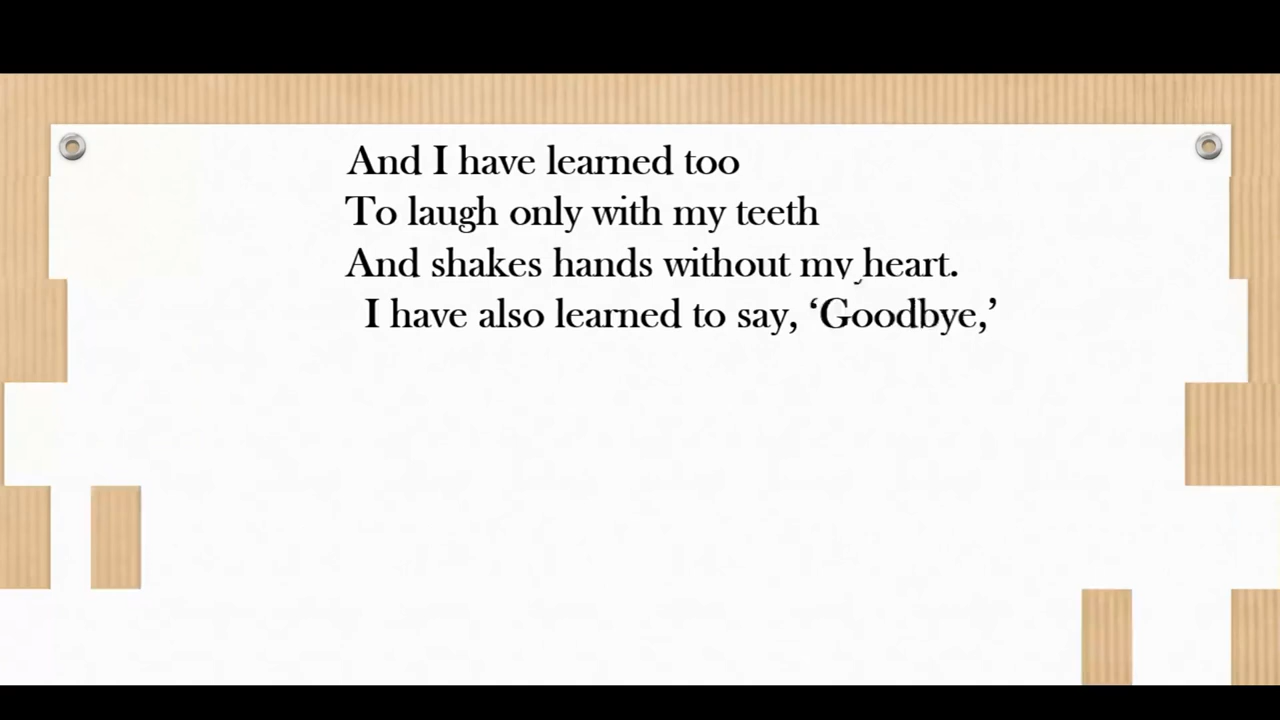 And I have learned too
To laugh only with my teeth
And shakes hands without my heart.
I have also learned to say, ‘Goodbye,’